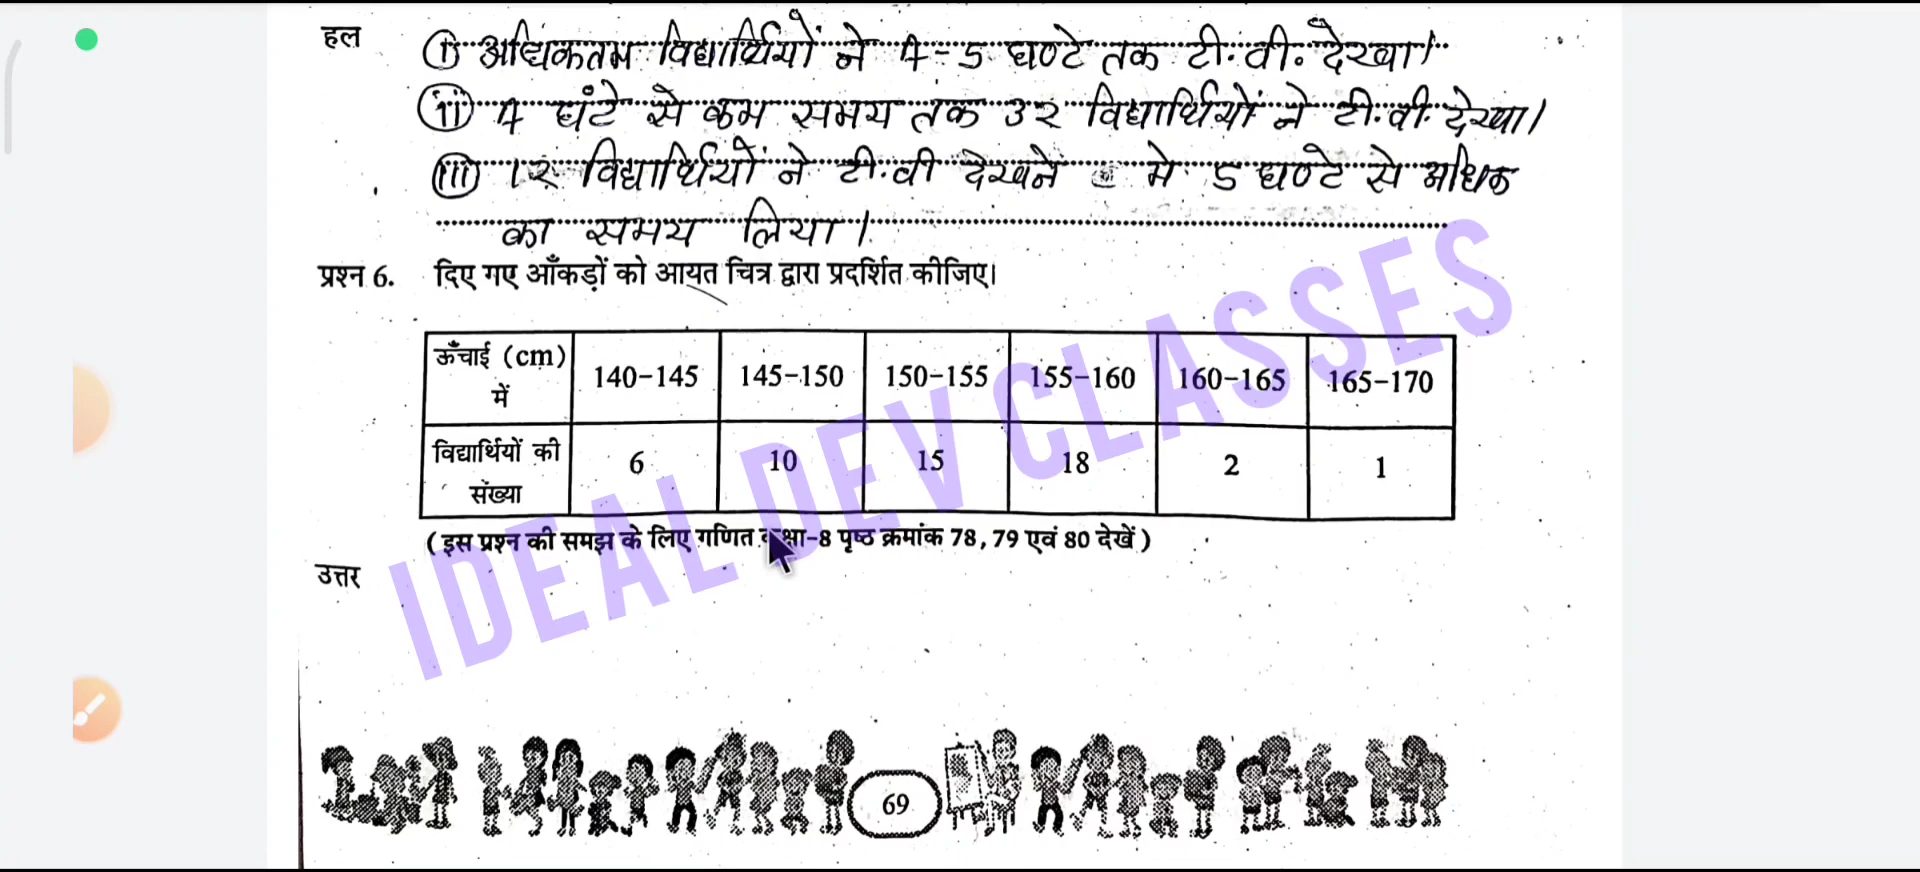 हल
(i) अधिकतम विद्यार्थियों ने 4-5 घण्टे तक टी.वी. देखा।
(ii) 4 घंटे से कम समय तक 32 विद्यार्थियों ने टी.वी. देखा।
(iii) 12 विद्यार्थियों ने टी.वी देखने मे 5 घण्टे से अधिक
का समय लिया।
प्रश्न 6. दिए गए आँकड़ों को आयत चित्र द्वारा प्रदर्शित कीजिए।
ऊँचाई (cm) में 140-145 145-150 150-155 155-160 160-165 165-170
विद्यार्थियों की संख्या 6 10 15 18 2 1
(इस प्रश्न की समझ के लिए गणित कक्षा-8 पृष्ठ क्रमांक 78, 79 एवं 80 देखें)
उत्तर
IDEAL DEV CLASSES
69